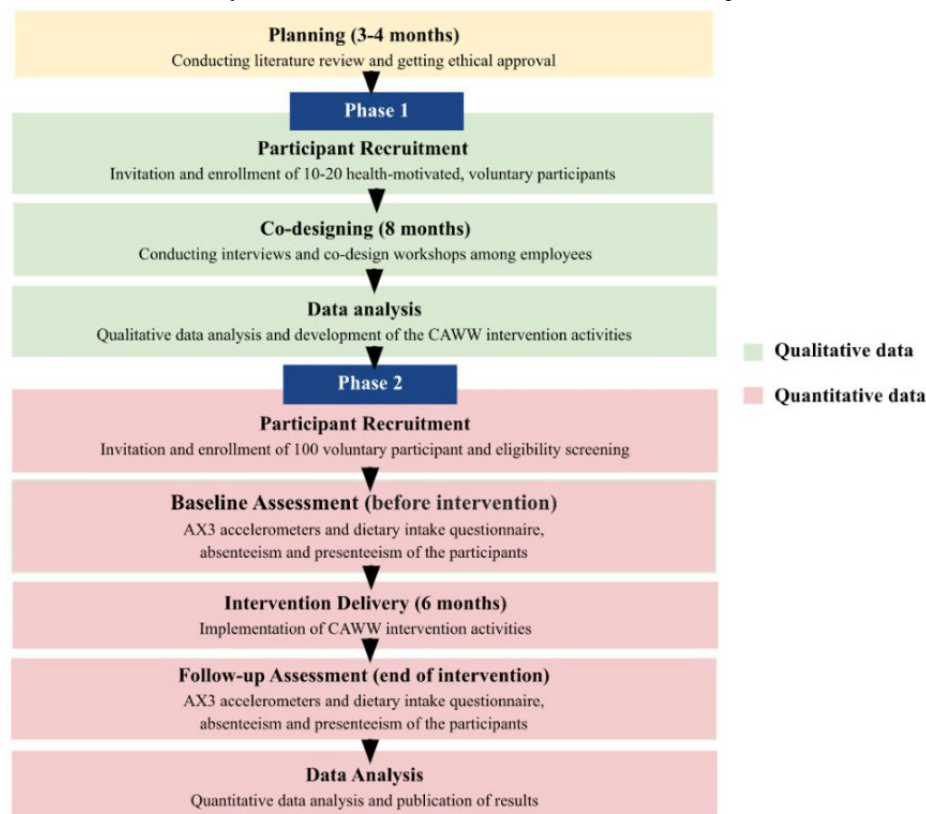 Planning (3-4 months)
Conducting literature review and getting ethical approval
Phase 1
Participant Recruitment
Invitation and enrollment of 10-20 health-motivated, voluntary participants
Co-designing (8 months)
Conducting interviews and co-design workshops among employees
Data analysis
Qualitative data analysis and development of the CAWW intervention activities
Phase 2
Participant Recruitment
Invitation and enrollment of 100 voluntary participant and eligibility screening
Baseline Assessment (before intervention)
AX3 accelerometers and dietary intake questionnaire,
absenteeism and presenteeism of the participants
Intervention Delivery (6 months)
Implementation of CAWW intervention activities
Follow-up Assessment (end of intervention)
AX3 accelerometers and dietary intake questionnaire,
absenteeism and presenteeism of the participants
Data Analysis
Quantitative data analysis and publication of results
Qualitative data
Quantitative data